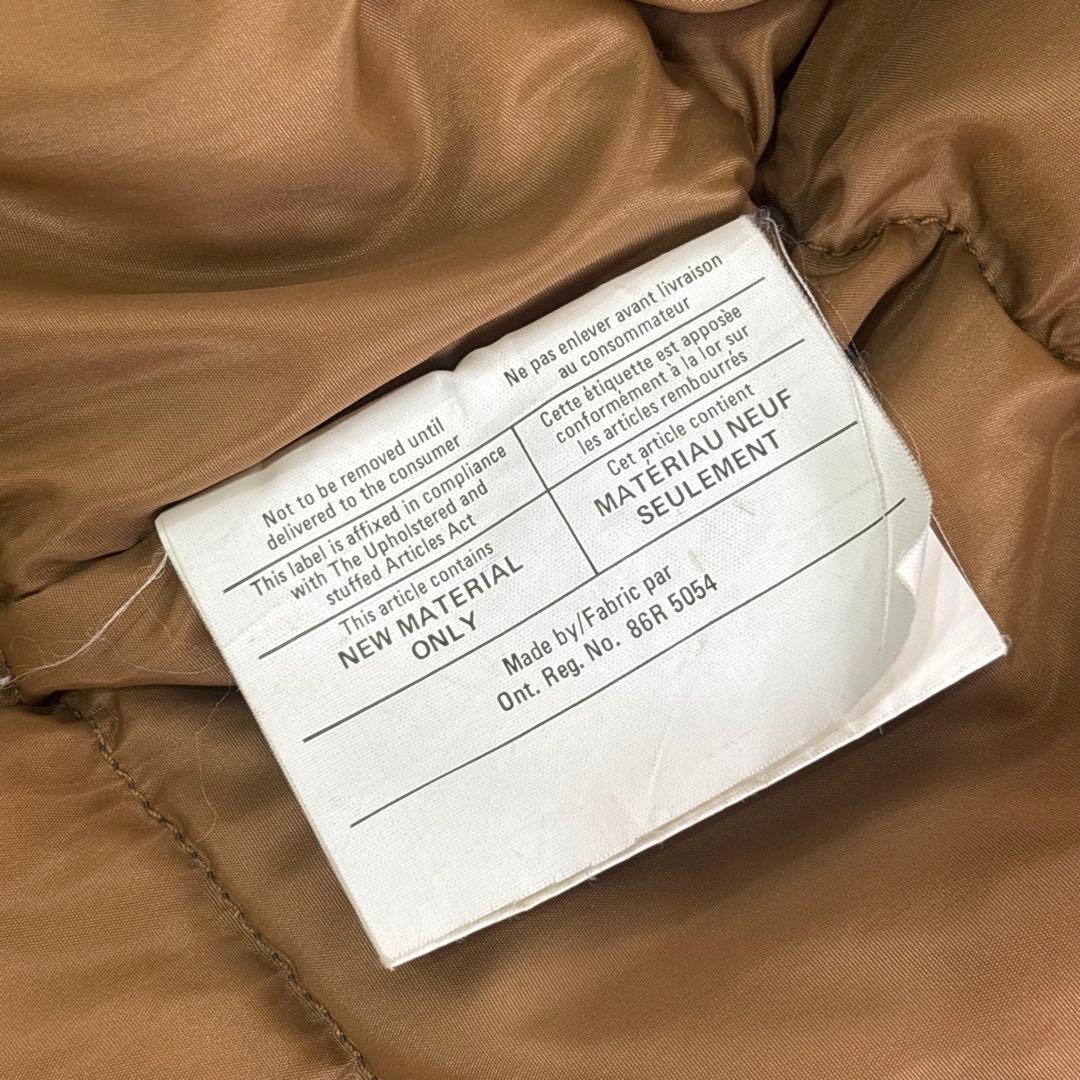 Not to be removed until
delivered to the consumer
This label is affixed in compliance
with The Upholstered and
stuffed Articles Act
This article contains
NEW MATERIAL
ONLY
Ne pas enlever avant livraison
au consommateur
Cette étiquette est apposèe
conformèment à la lor sur
les articles rembourrés
Cet article contient
MATÉRIAU NEUF
SEULEMENT
Made by/Fabric par
Ont. Reg. No. 86R 5054